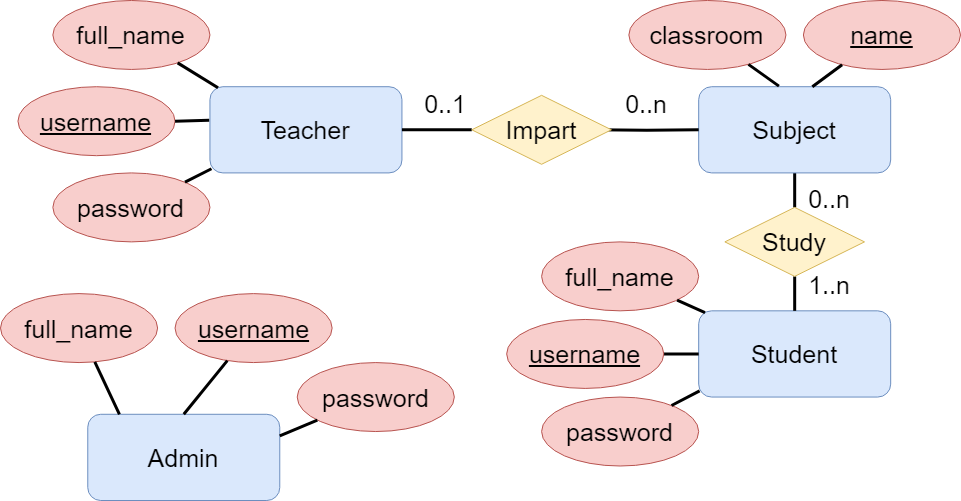 full_name
classroom
name
username
Teacher
0..1
Impart
0..n
Subject
password
0..n
Study
full_name
1..n
full_name
username
username
Student
password
password
Admin